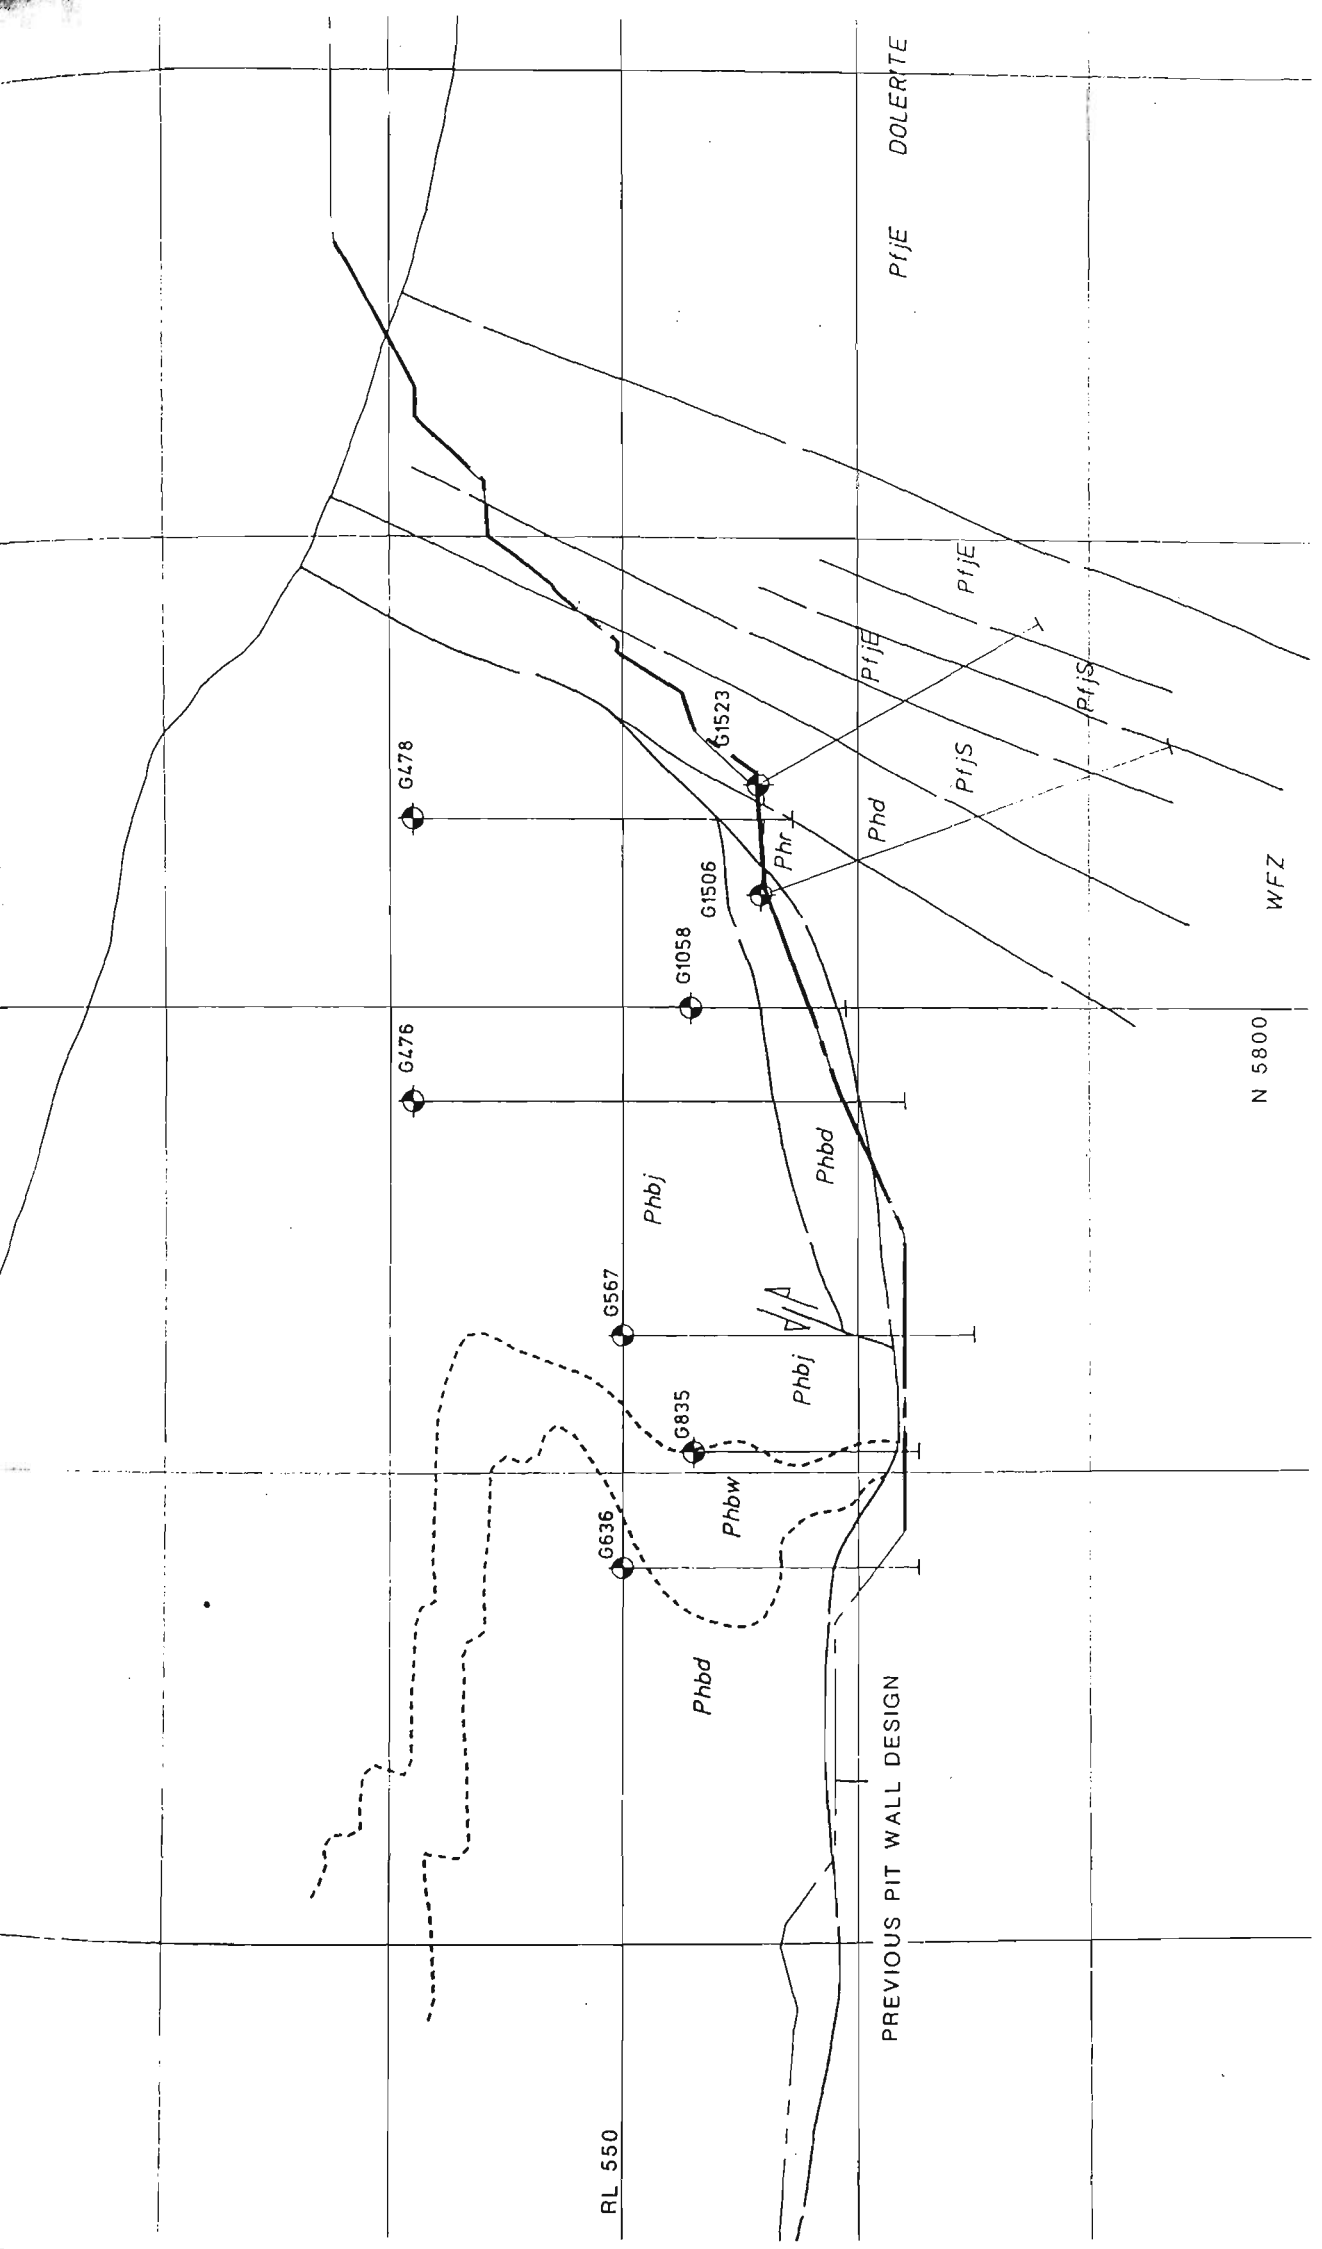 PfjE DOLERITE
G478
G1523
PfjE
PfjE
PfjS
PfjS
Phd
Phr
G1506
G1058
G476
WFZ
N 5800
Phbj
Phbd
G567
Phbj
G835
G636
Phbw
Phbd
RL 550
PREVIOUS PIT WALL DESIGN